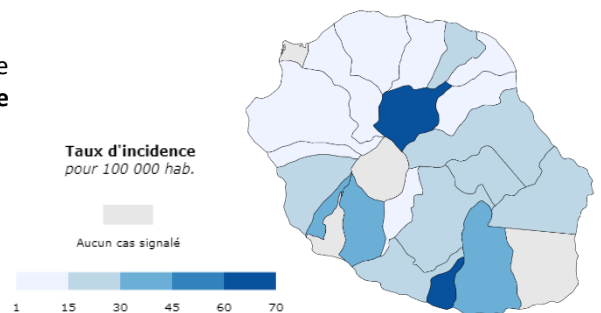 e
e
Taux d'incidence
pour 100 000 hab.
Aucun cas signalé
1 15 30 45 60 70